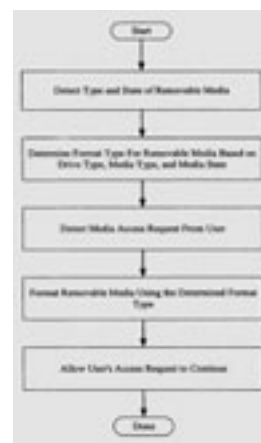 Start
Detect Type and State of Removable Media
Determine Format Type For Removable Media Based on
Drive Type, Media Type, and Media State
Detect Media Access Request From User
Format Removable Media Using the Determined Format
Type
Allow User's Access Request to Continue
Done